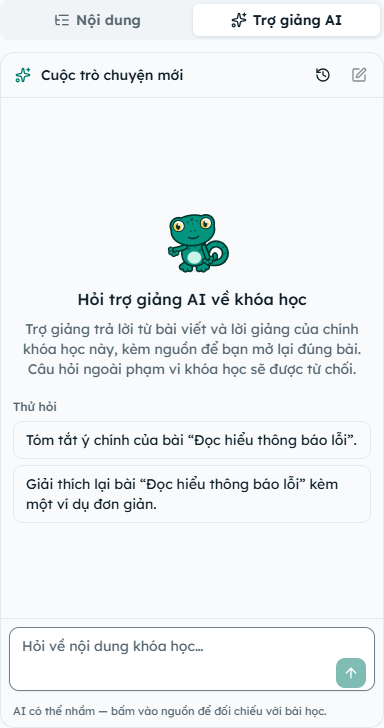 Nội dung
Trợ giảng AI
Cuộc trò chuyện mới
Hỏi trợ giảng AI về khóa học
Trợ giảng trả lời từ bài viết và lời giảng của chính
khóa học này, kèm nguồn để bạn mở lại đúng bài.
Câu hỏi ngoài phạm vi khóa học sẽ được từ chối.
Thử hỏi
Tóm tắt ý chính của bài “Đọc hiểu thông báo lỗi”.
Giải thích lại bài “Đọc hiểu thông báo lỗi” kèm
một ví dụ đơn giản.
Hỏi về nội dung khóa học…
AI có thể nhầm — bấm vào nguồn để đối chiếu với bài học.